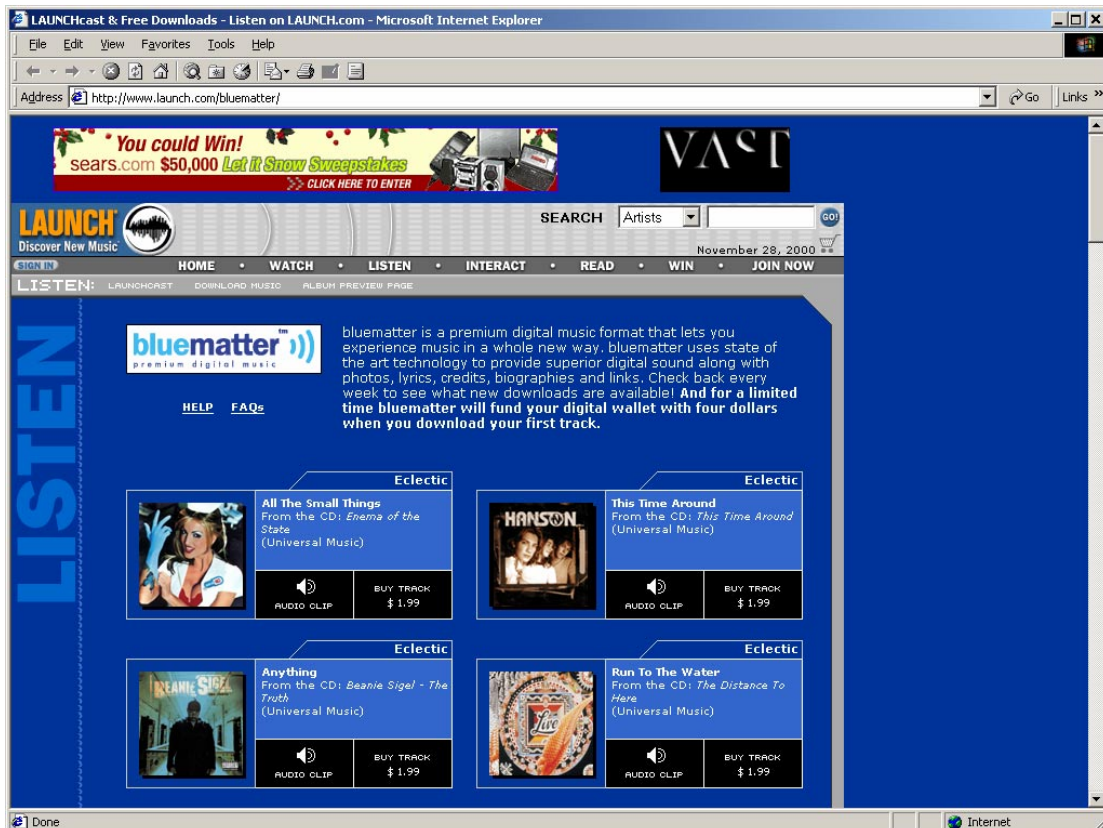 LAUNCHcast & Free Downloads - Listen on LAUNCH.com - Microsoft Internet Explorer
File Edit View Favorites Tools Help
Address http://www.launch.com/bluematter/ Go Links »
You could Win!
sears.com $50,000 Let it Snow Sweepstakes
>> CLICK HERE TO ENTER
VAST
LAUNCH
Discover New Music
SEARCH Artists GO!
November 28, 2000
SIGN IN HOME • WATCH • LISTEN • INTERACT • READ • WIN • JOIN NOW
LISTEN: LAUNCHCAST DOWNLOAD MUSIC ALBUM PREVIEW PAGE
LISTEN
bluematter™
premium digital music
HELP FAQs
bluematter is a premium digital music format that lets you
experience music in a whole new way. bluematter uses state of
the art technology to provide superior digital sound along with
photos, lyrics, credits, biographies and links. Check back every
week to see what new downloads are available! And for a limited
time bluematter will fund your digital wallet with four dollars
when you download your first track.
Eclectic
All The Small Things
From the CD: Enema of the
State
(Universal Music)
AUDIO CLIP
BUY TRACK
$ 1.99
Eclectic
HANSON
This Time Around
From the CD: This Time Around
(Universal Music)
AUDIO CLIP
BUY TRACK
$ 1.99
Eclectic
BEANIE SIGEL
Anything
From the CD: Beanie Sigel - The
Truth
(Universal Music)
AUDIO CLIP
BUY TRACK
$ 1.99
Eclectic
Live
Run To The Water
From the CD: The Distance To
Here
(Universal Music)
AUDIO CLIP
BUY TRACK
$ 1.99
Done
Internet